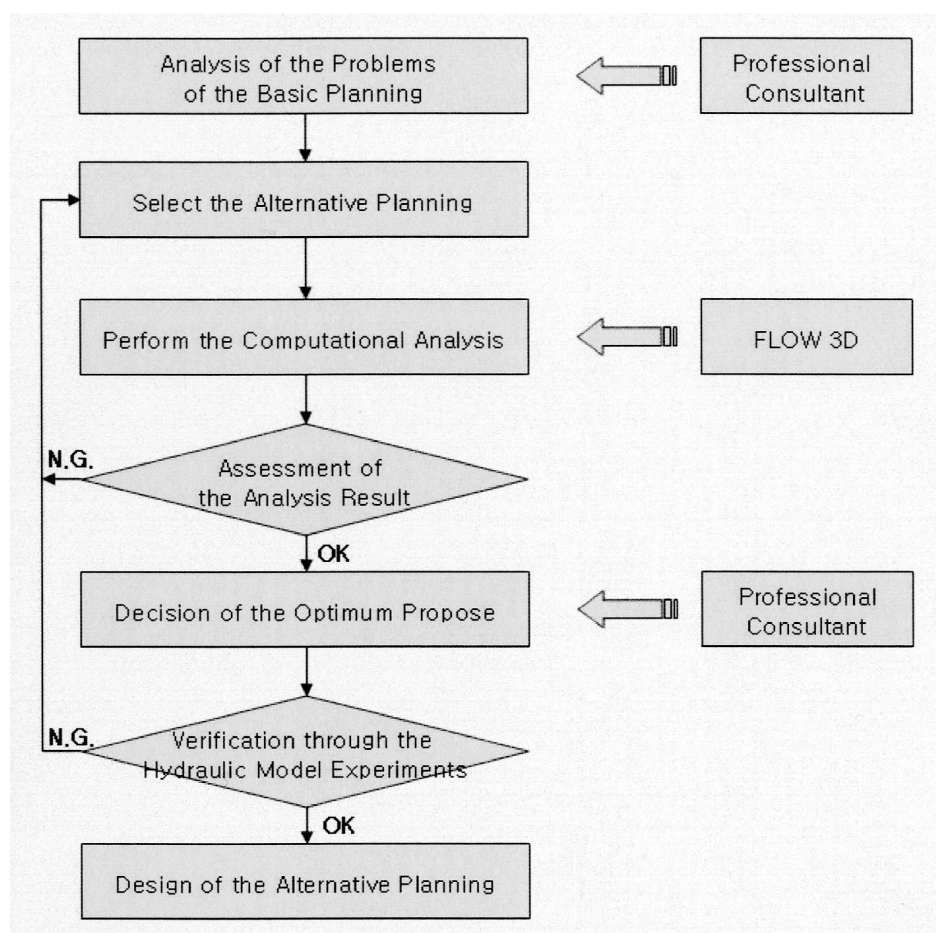 Analysis of the Problems
of the Basic Planning
Professional
Consultant
Select the Alternative Planning
Perform the Computational Analysis
FLOW 3D
N.G.
Assessment of
the Analysis Result
OK
Decision of the Optimum Propose
Professional
Consultant
N.G.
Verification through the
Hydraulic Model Experiments
OK
Design of the Alternative Planning